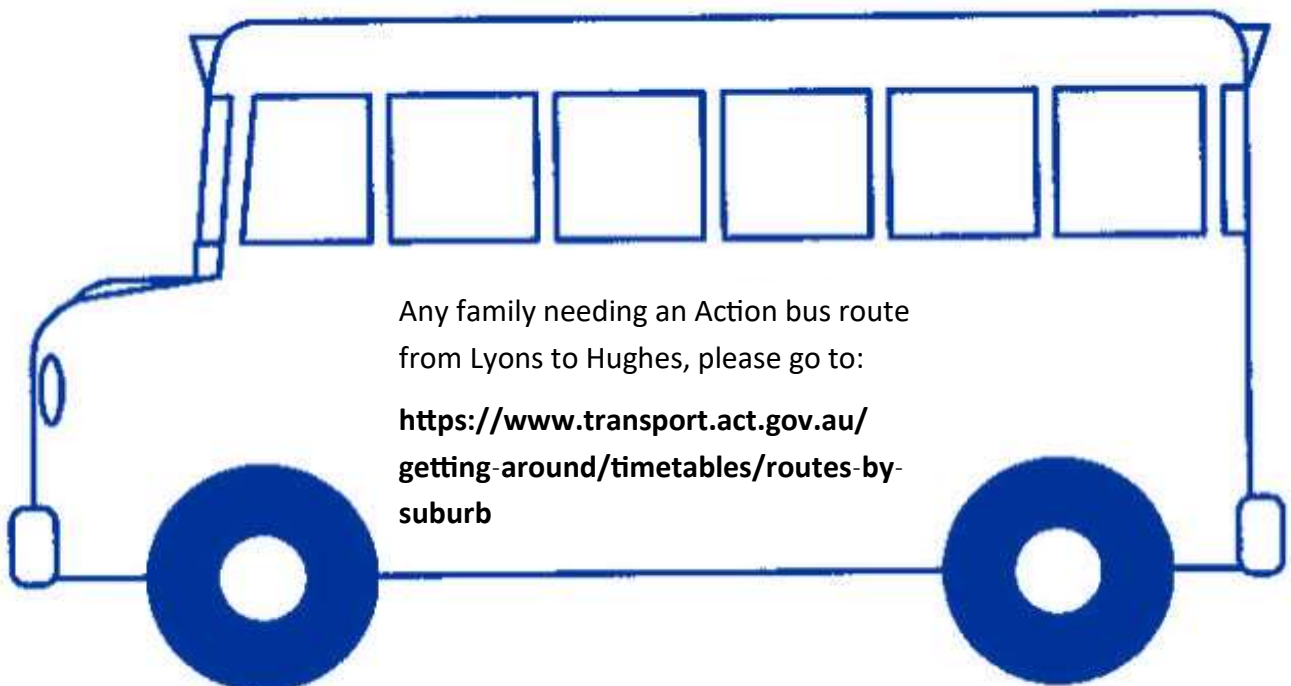 Any family needing an Action bus route
from Lyons to Hughes, please go to:
https://www.transport.act.gov.au/
getting-around/timetables/routes-by-
suburb